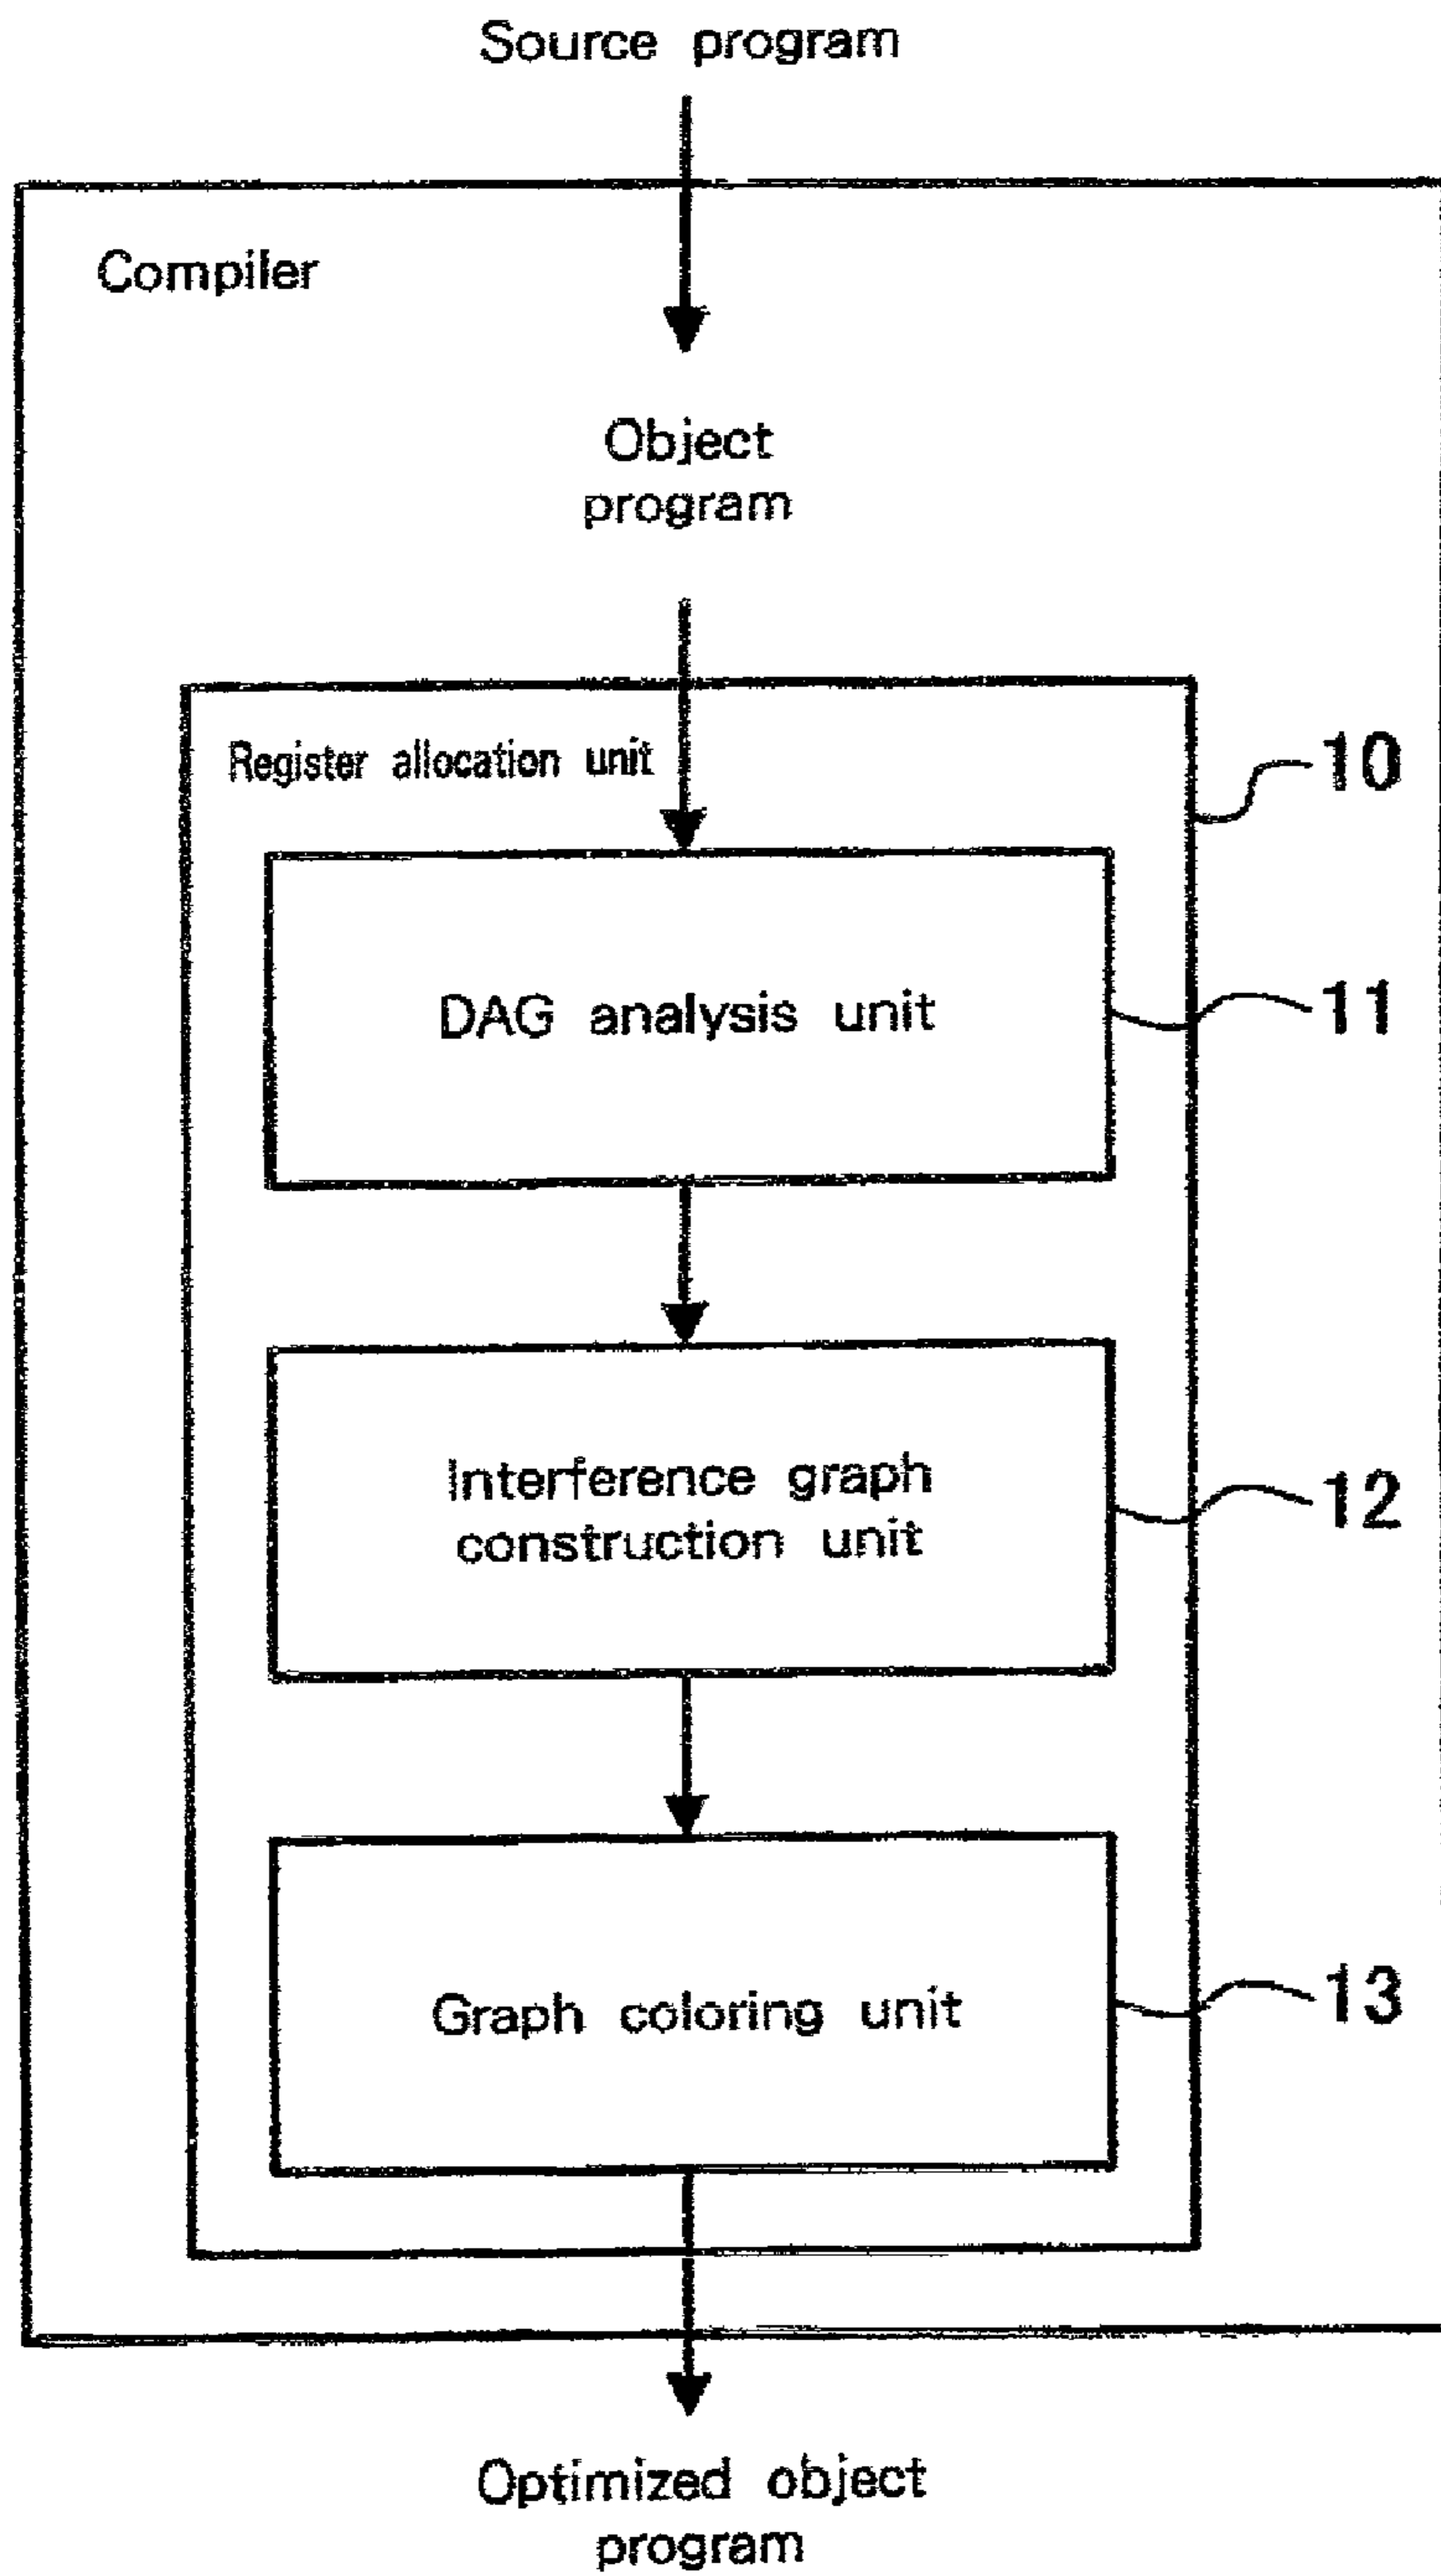 Source program
Compiler
Object
program
Register allocation unit
10
DAG analysis unit
11
Interference graph
construction unit
12
Graph coloring unit
13
Optimized object
program